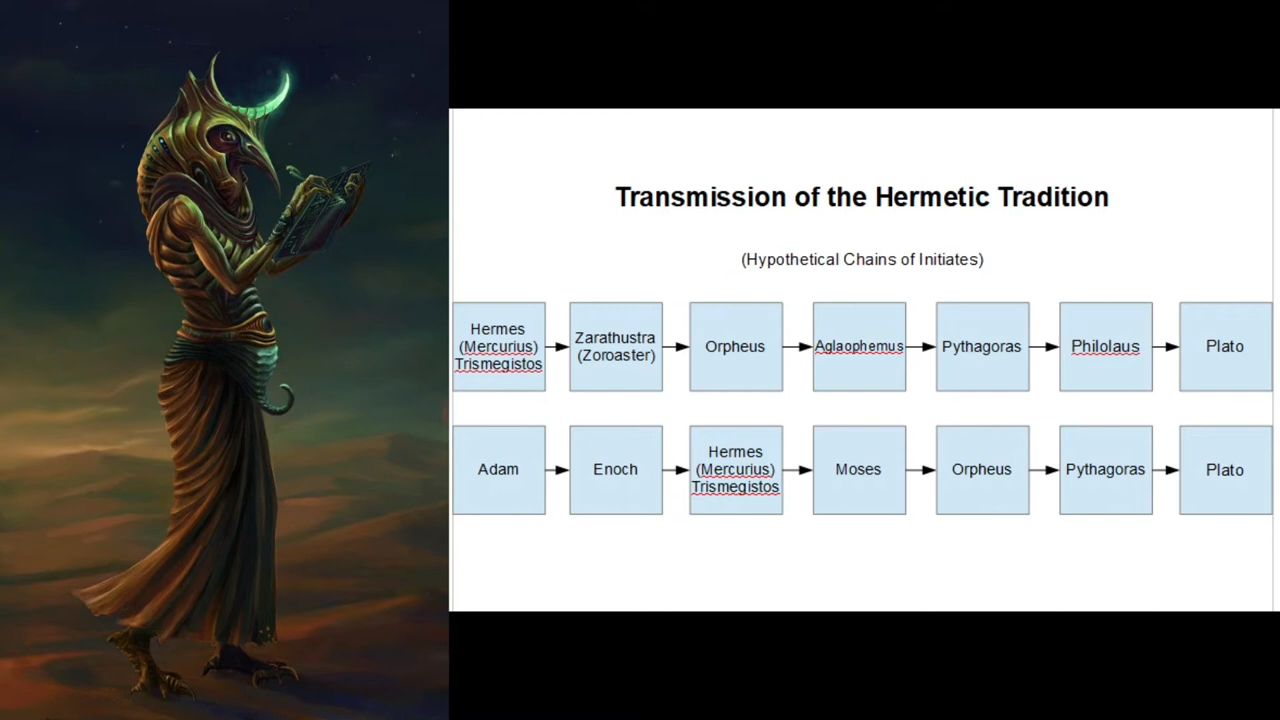 Transmission of the Hermetic Tradition
(Hypothetical Chains of Initiates)
Hermes
(Mercurius)
Trismegistos
Zarathustra
(Zoroaster)
Orpheus
Aglaophemus
Pythagoras
Philolaus
Plato
Adam
Enoch
Hermes
(Mercurius)
Trismegistos
Moses
Orpheus
Pythagoras
Plato